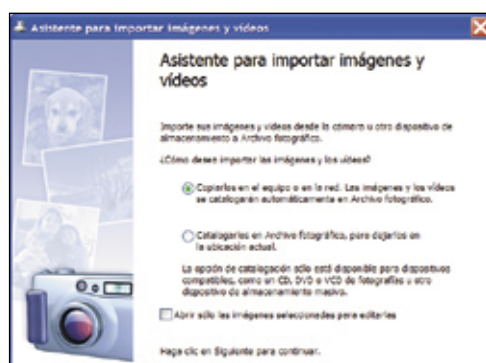 Asistente para importar imágenes y vídeos
Asistente para importar imágenes y
vídeos
Importe sus imágenes y vídeos desde la cámara u otro dispositivo de
almacenamiento a Archivo fotográfico.
¿Cómo desea importar las imágenes y los vídeos?
Copiarlos en el equipo o en la red. Las imágenes y los vídeos
se catalogarán automáticamente en Archivo fotográfico.
Catalogarlos en Archivo fotográfico, pero dejarlos en
la ubicación actual.
La opción de catalogación sólo está disponible para dispositivos
compatibles, como un CD, DVD o VCD de fotografías u otro
dispositivo de almacenamiento masivo.
Abrir sólo las imágenes seleccionadas para editarlas
Haga clic en Siguiente para continuar.